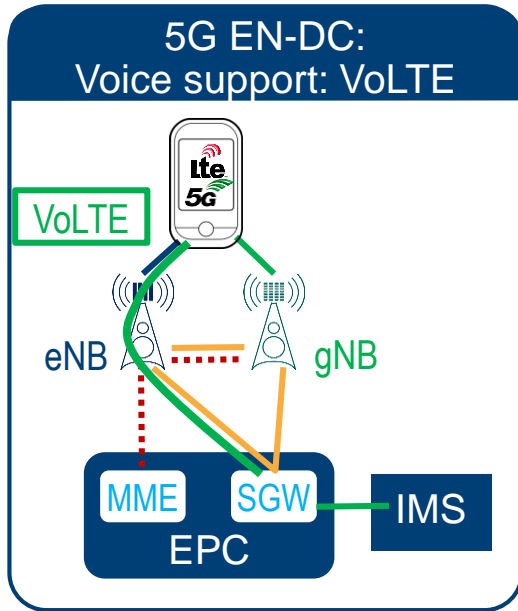 5G EN-DC:
Voice support: VoLTE
lte
5G
VoLTE
eNB
gNB
MME
SGW
IMS
EPC